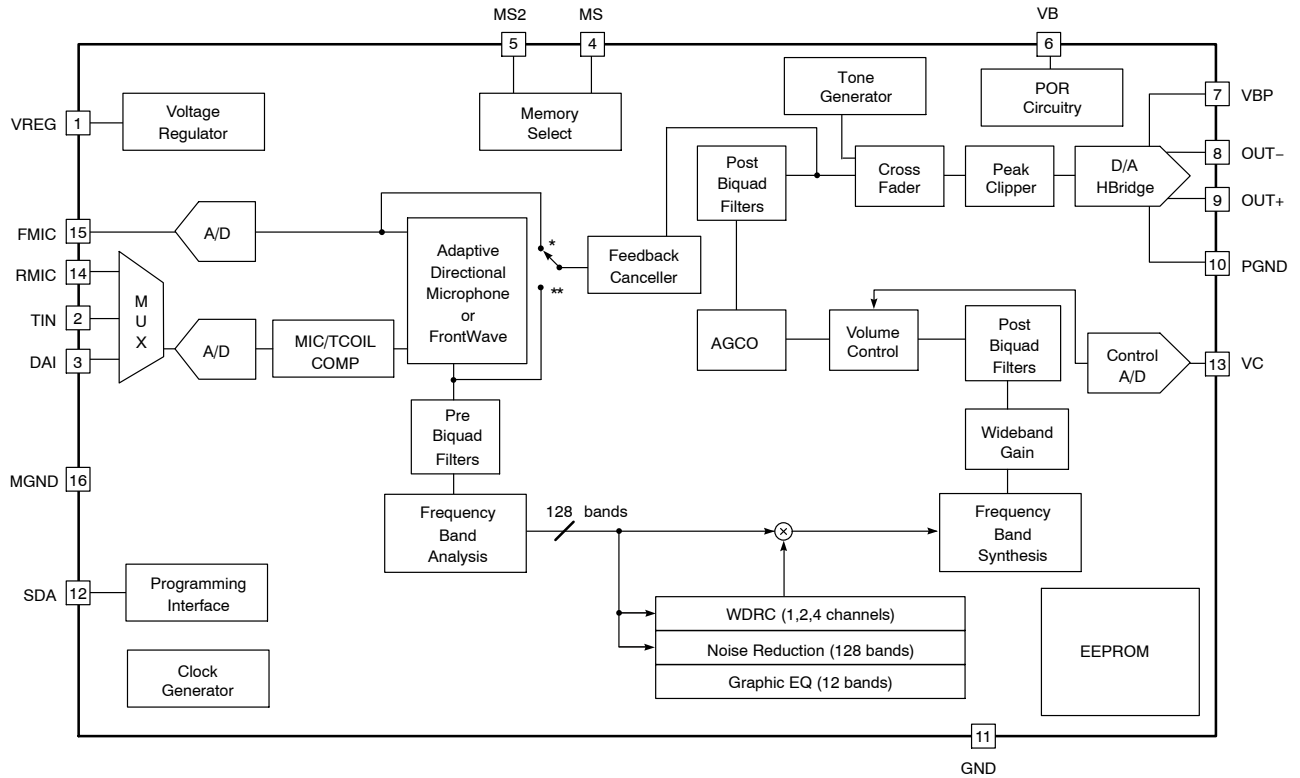 MS2
MS
VB
5
4
6
Tone
Generator
POR
Circuitry
7
VBP
VREG
1
Voltage
Regulator
Memory
Select
Post
Biquad
Filters
Cross
Fader
Peak
Clipper
D/A
HBridge
8
OUT−
9
OUT+
10
PGND
FMIC
15
A/D
RMIC
14
TIN
2
DAI
3
MUX
A/D
MIC/TCOIL
COMP
Adaptive
Directional
Microphone
or
FrontWave
*
**
Feedback
Canceller
AGCO
Volume
Control
Post
Biquad
Filters
Control
A/D
13
VC
Pre
Biquad
Filters
Wideband
Gain
MGND
16
Frequency
Band
Analysis
128 bands
×
Frequency
Band
Synthesis
SDA
12
Programming
Interface
WDRC (1,2,4 channels)
Noise Reduction (128 bands)
Graphic EQ (12 bands)
EEPROM
Clock
Generator
11
GND